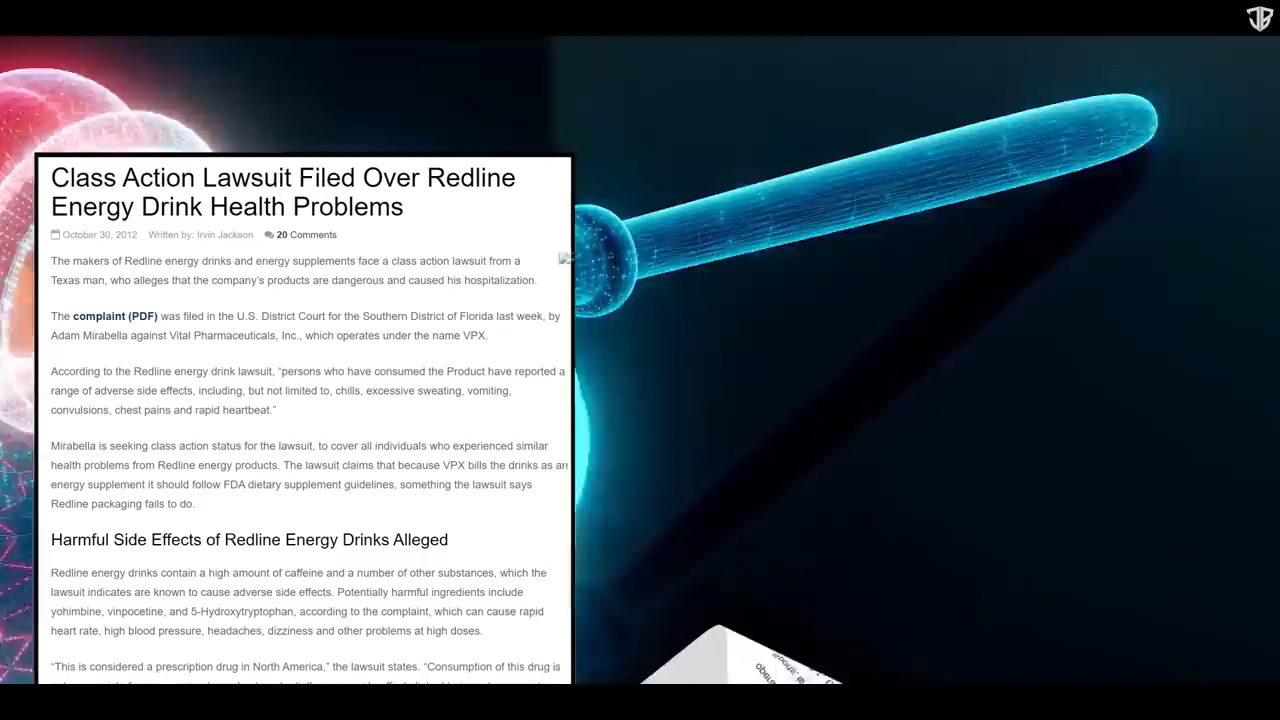 Class Action Lawsuit Filed Over Redline
Energy Drink Health Problems
October 30, 2012 Written by: Irvin Jackson 20 Comments
The makers of Redline energy drinks and energy supplements face a class action lawsuit from a
Texas man, who alleges that the company's products are dangerous and caused his hospitalization.
The complaint (PDF) was filed in the U.S. District Court for the Southern District of Florida last week, by
Adam Mirabella against Vital Pharmaceuticals, Inc., which operates under the name VPX.
According to the Redline energy drink lawsuit, “persons who have consumed the Product have reported a
range of adverse side effects, including, but not limited to, chills, excessive sweating, vomiting,
convulsions, chest pains and rapid heartbeat.”
Mirabella is seeking class action status for the lawsuit, to cover all individuals who experienced similar
health problems from Redline energy products. The lawsuit claims that because VPX bills the drinks as an
energy supplement it should follow FDA dietary supplement guidelines, something the lawsuit says
Redline packaging fails to do.
Harmful Side Effects of Redline Energy Drinks Alleged
Redline energy drinks contain a high amount of caffeine and a number of other substances, which the
lawsuit indicates are known to cause adverse side effects. Potentially harmful ingredients include
yohimbine, vinpocetine, and 5-Hydroxytryptophan, according to the complaint, which can cause rapid
heart rate, high blood pressure, headaches, dizziness and other problems at high doses.
“This is considered a prescription drug in North America,” the lawsuit states. “Consumption of this drug is